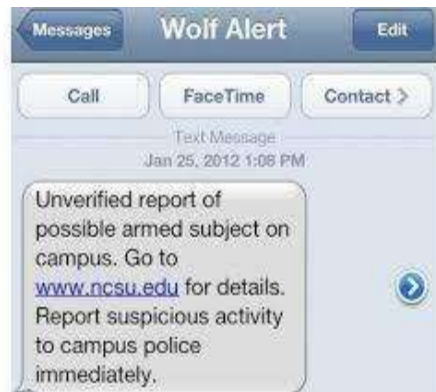 Messages Wolf Alert Edit
Call FaceTime Contact >
Text Message
Jan 25, 2012 1:08 PM
Unverified report of
possible armed subject on
campus. Go to
www.ncsu.edu for details.
Report suspicious activity
to campus police
immediately.